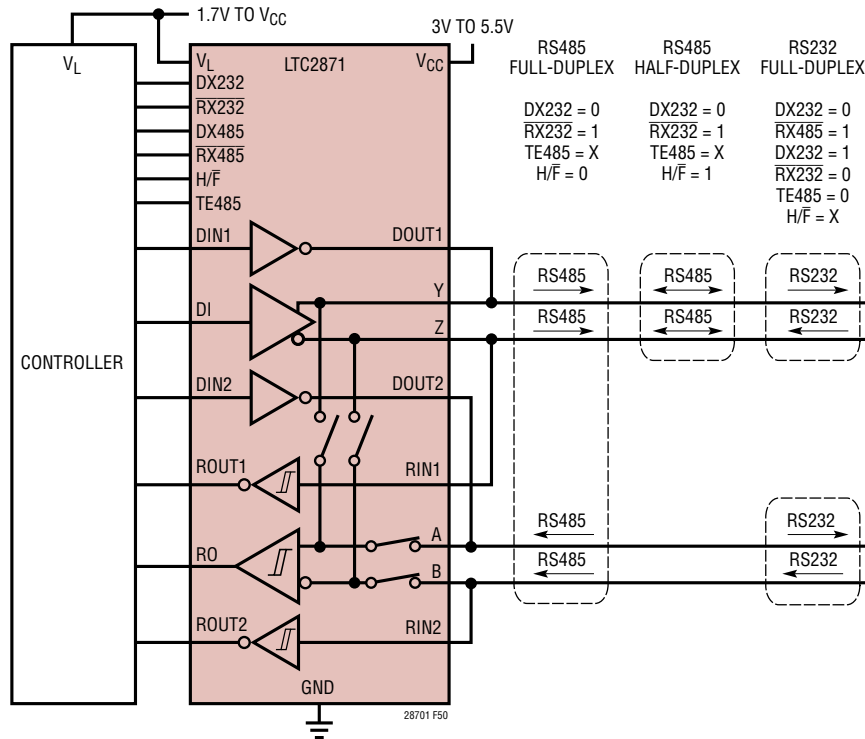 1.7V TO VCC
3V TO 5.5V
VL
VL
LTC2871
VCC
DX232
RX232
DX485
RX485
H/F
TE485
DIN1
DOUT1
DI
Y
Z
CONTROLLER
DIN2
DOUT2
ROUT1
RIN1
RO
A
B
ROUT2
RIN2
GND
28701 F50
RS485
FULL-DUPLEX
DX232 = 0
RX232 = 1
TE485 = X
H/F = 0
RS485
HALF-DUPLEX
DX232 = 0
RX232 = 1
TE485 = X
H/F = 1
RS232
FULL-DUPLEX
DX232 = 0
RX485 = 1
DX232 = 1
RX232 = 0
TE485 = 0
H/F = X
RS485
RS485
RS232
RS485
RS485
RS232
RS485
RS232
RS485
RS232